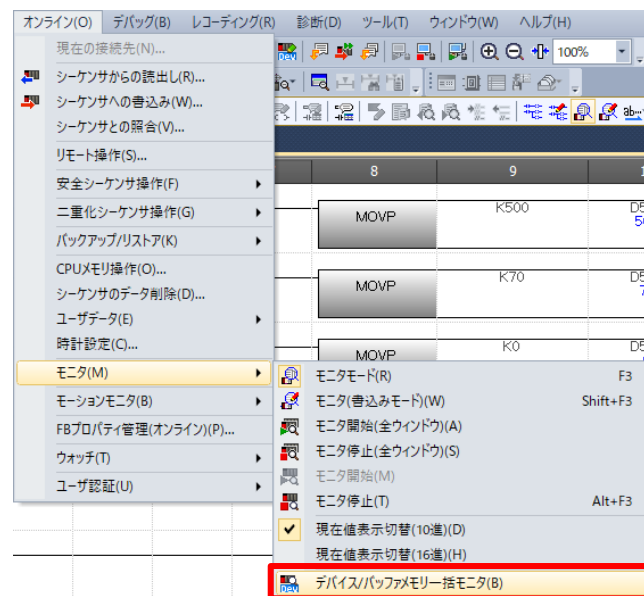 オンライン(O) デバッグ(B) レコーディング(R) 診断(D) ツール(T) ウィンドウ(W) ヘルプ(H)
現在の接続先(N)...
100%
シーケンサからの読出し(R)...
シーケンサへの書込み(W)...
シーケンサとの照合(V)...
リモート操作(S)...
安全シーケンサ操作(F)
二重化シーケンサ操作(G)
バックアップ/リストア(K)
CPUメモリ操作(O)...
シーケンサのデータ削除(D)...
ユーザデータ(E)
時計設定(C)...
モニタ(M)
モーションモニタ(B)
FBプロパティ管理(オンライン)(P)...
ウォッチ(T)
ユーザ認証(U)
8 9
MOVP K500
MOVP K70
MOVP K0
モニタモード(R) F3
モニタ(書込みモード)(W) Shift+F3
モニタ開始(全ウィンドウ)(A)
モニタ停止(全ウィンドウ)(S)
モニタ開始(M)
モニタ停止(T) Alt+F3
現在値表示切替(10進)(D)
現在値表示切替(16進)(H)
デバイス/バッファメモリ一括モニタ(B)